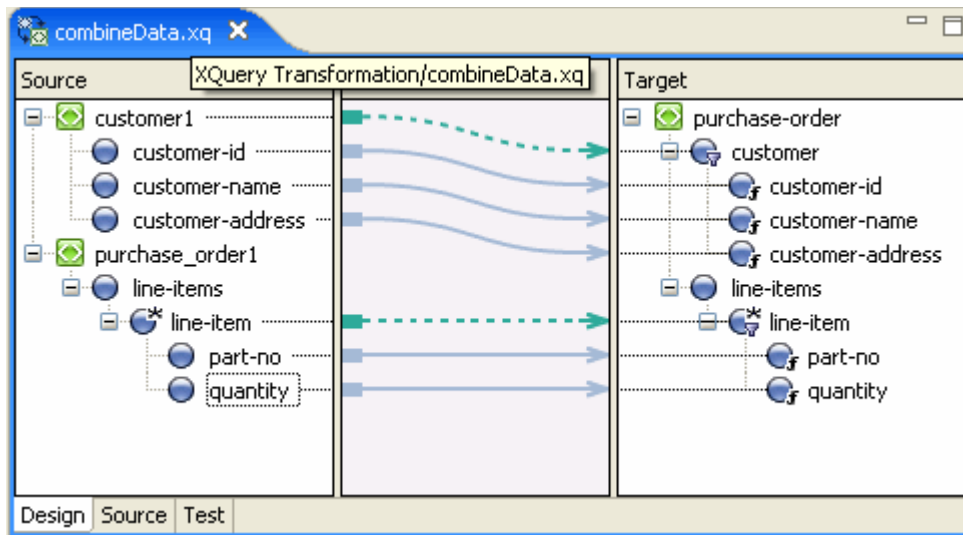 combineData.xq
Source
XQuery Transformation/combineData.xq
Target
customer1
customer-id
customer-name
customer-address
purchase_order1
line-items
line-item
part-no
quantity
purchase-order
customer
customer-id
customer-name
customer-address
line-items
line-item
part-no
quantity
Design Source Test